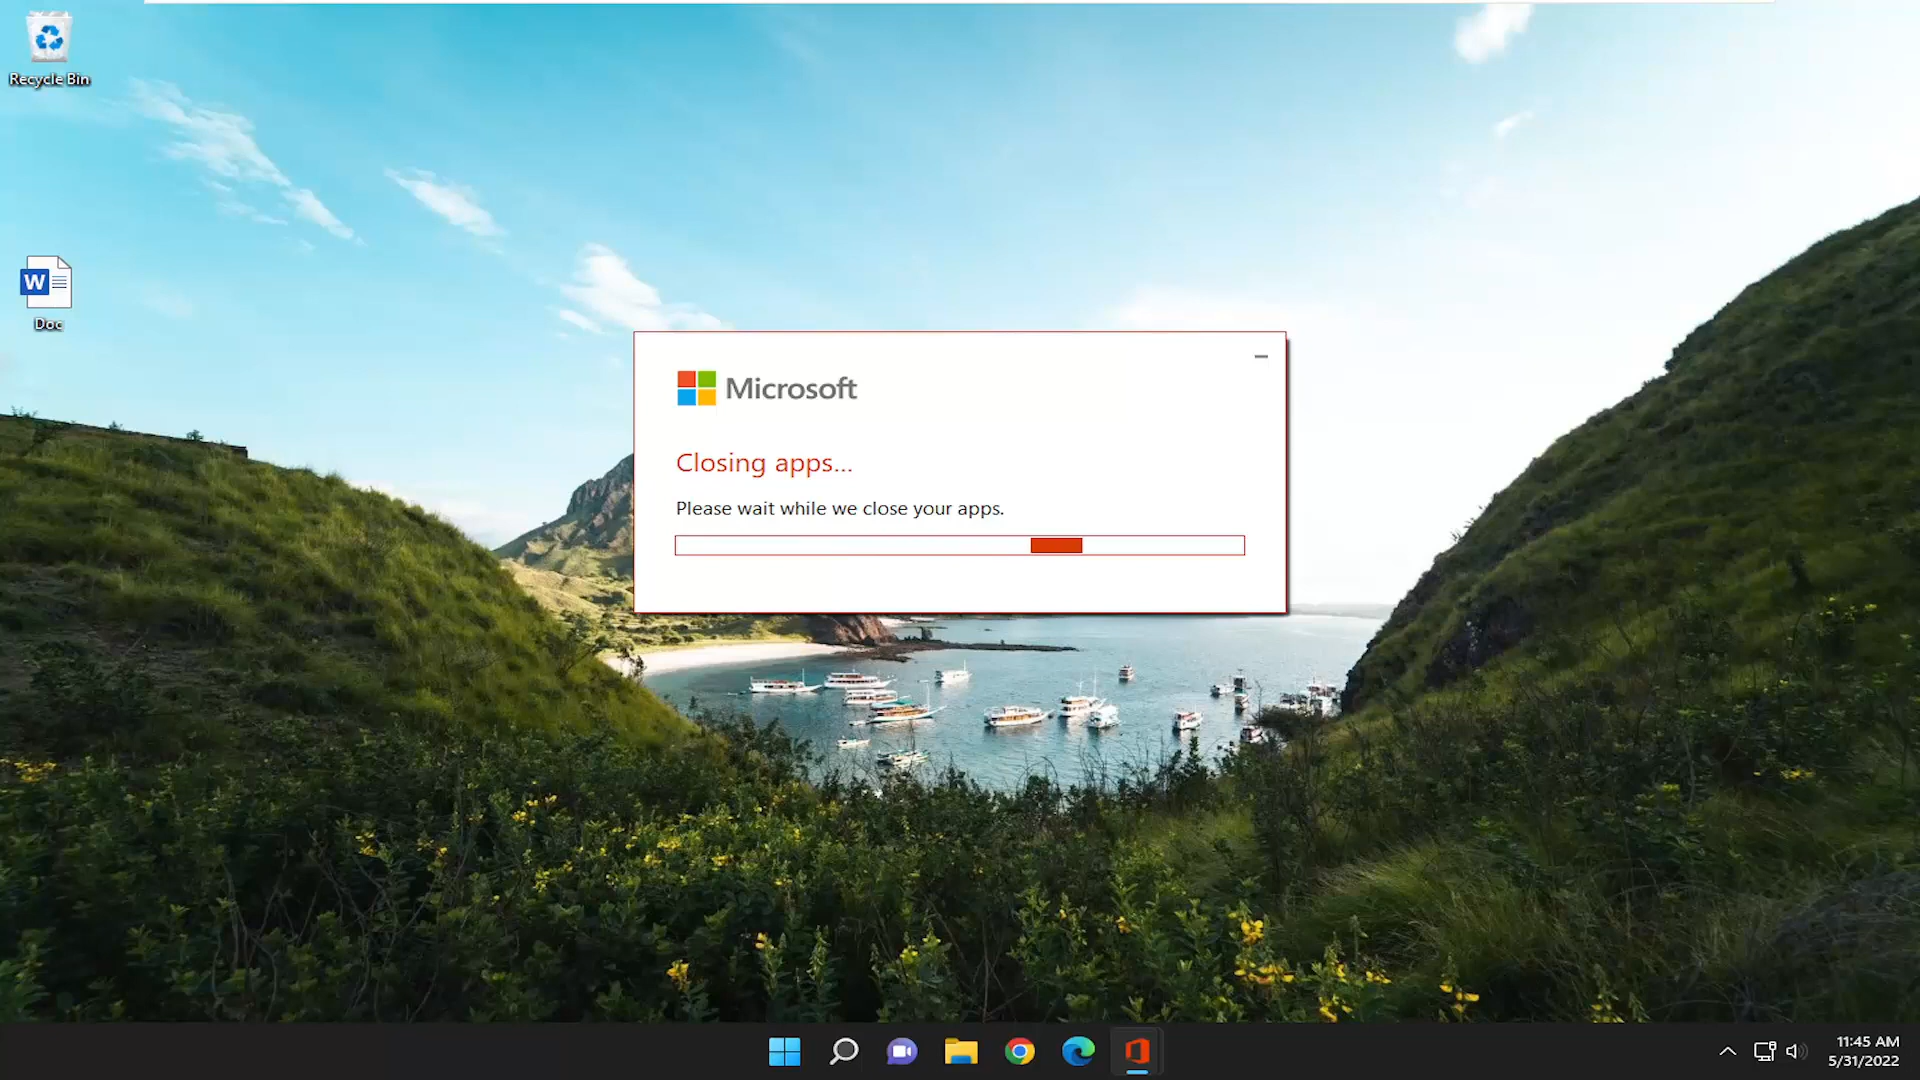 Recycle Bin
W
Doc
Microsoft
Closing apps...
Please wait while we close your apps.
11:45 AM
5/31/2022